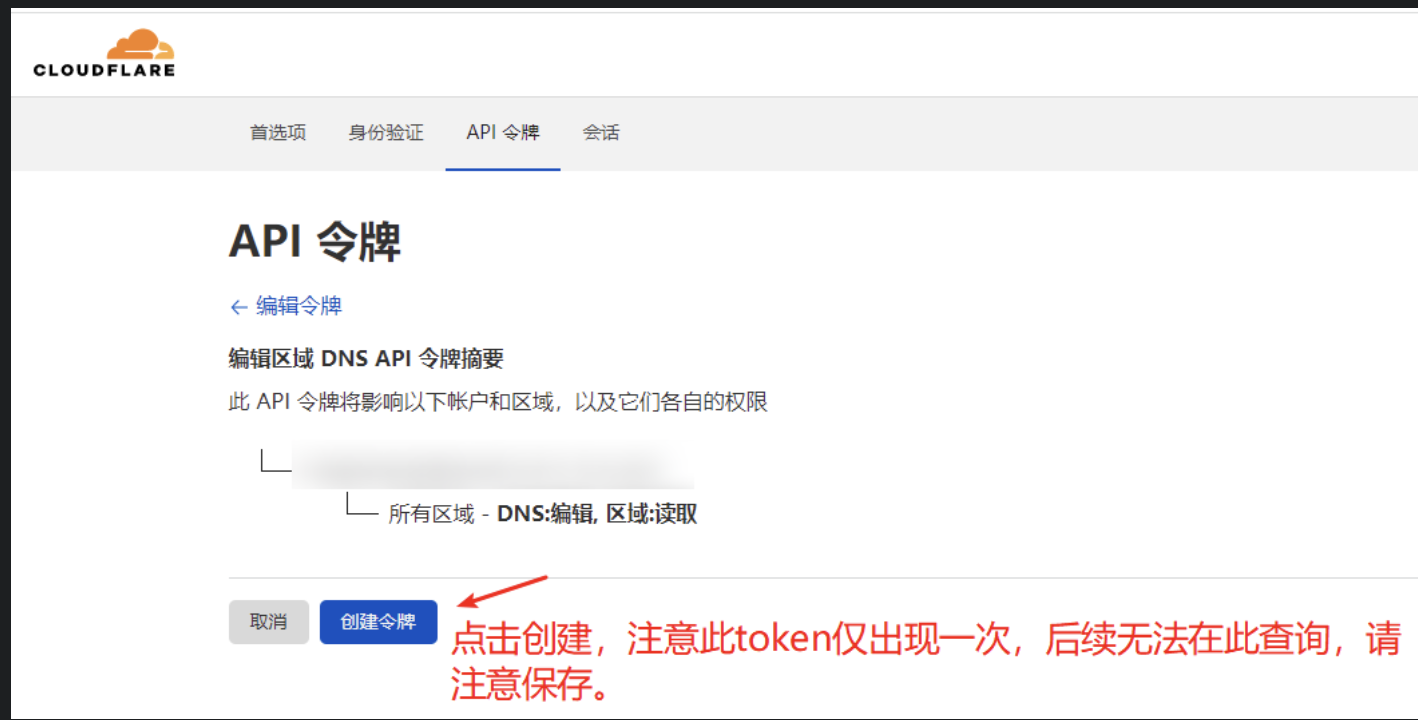 CLOUDFLARE
首选项 身份验证 API 令牌 会话
API 令牌
← 编辑令牌
编辑区域 DNS API 令牌摘要
此 API 令牌将影响以下帐户和区域，以及它们各自的权限
所有区域 - DNS:编辑, 区域:读取
取消 创建令牌
点击创建，注意此token仅出现一次，后续无法在此查询，请
注意保存。